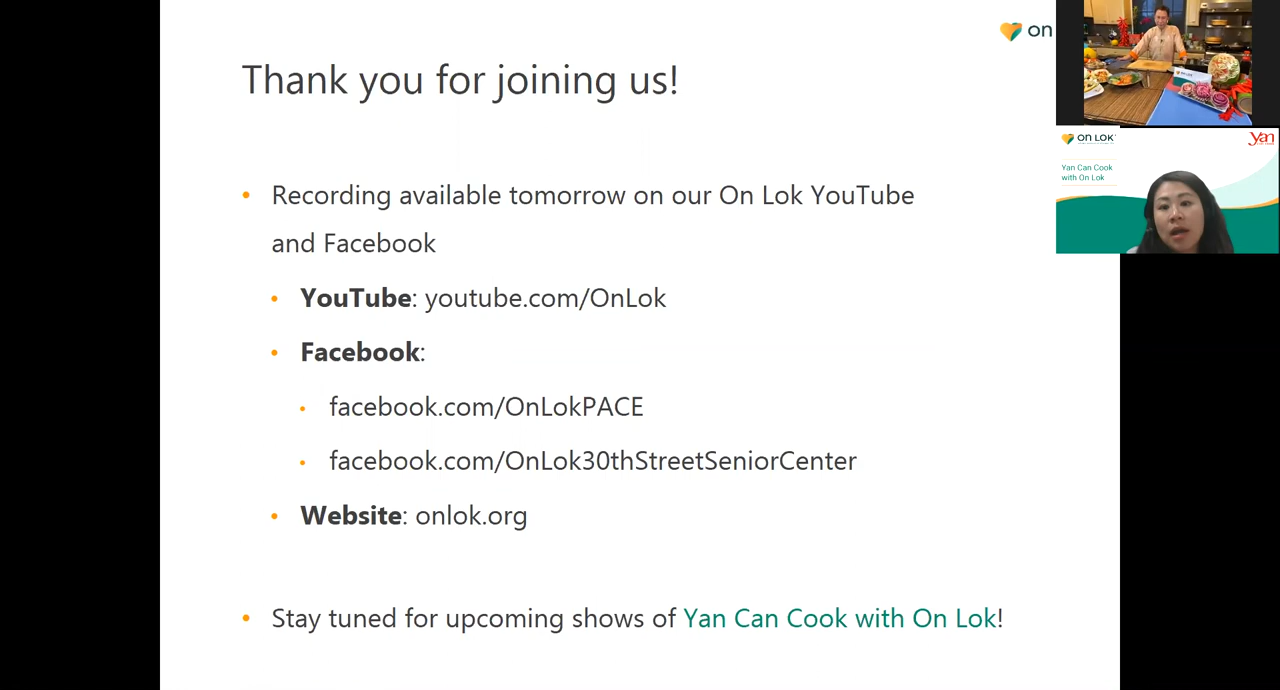 on
Thank you for joining us!
• Recording available tomorrow on our On Lok YouTube
and Facebook
• YouTube: youtube.com/OnLok
• Facebook:
• facebook.com/OnLokPACE
• facebook.com/OnLok30thStreetSeniorCenter
• Website: onlok.org
• Stay tuned for upcoming shows of Yan Can Cook with On Lok!
ON LOK
Yan
Yan Can Cook
with On Lok